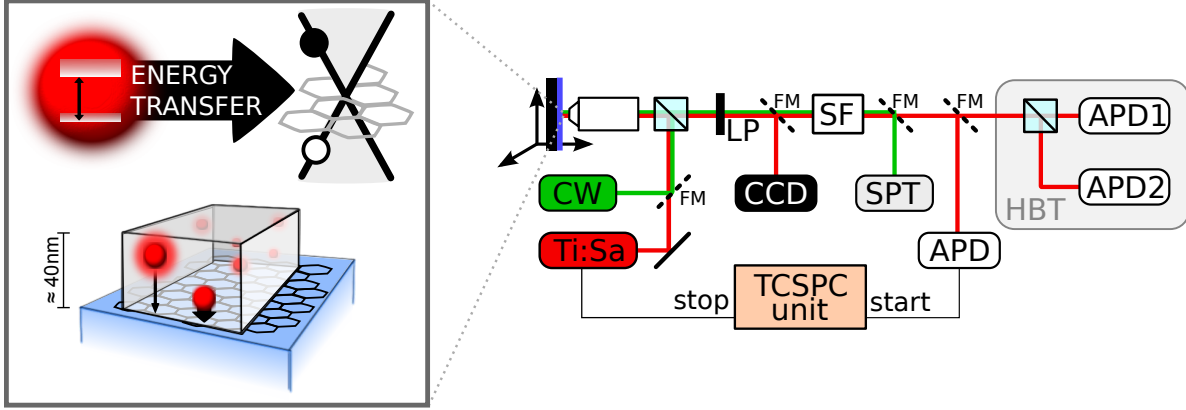 ENERGY
TRANSFER
≈ 40nm
LP
FM
SF
FM
FM
APD1
CW
FM
CCD
SPT
APD2
HBT
Ti:Sa
APD
stop
TCSPC
unit
start